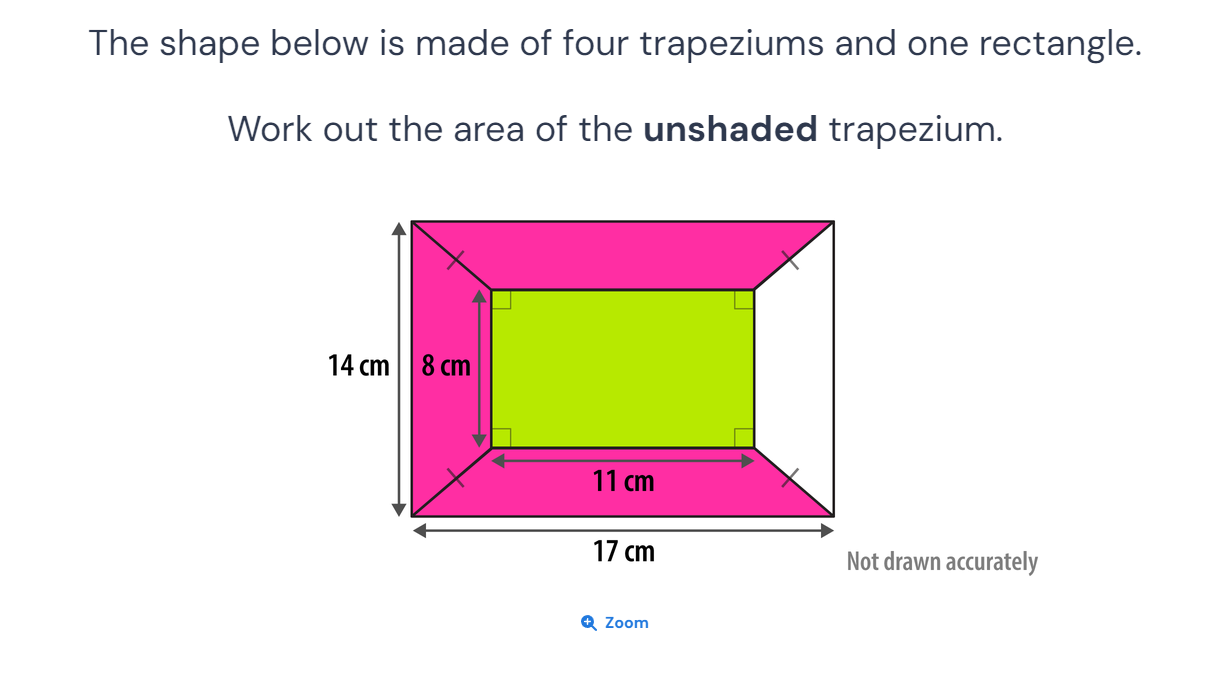 The shape below is made of four trapeziums and one rectangle.
Work out the area of the unshaded trapezium.
14 cm
8 cm
11 cm
17 cm
Not drawn accurately
Zoom